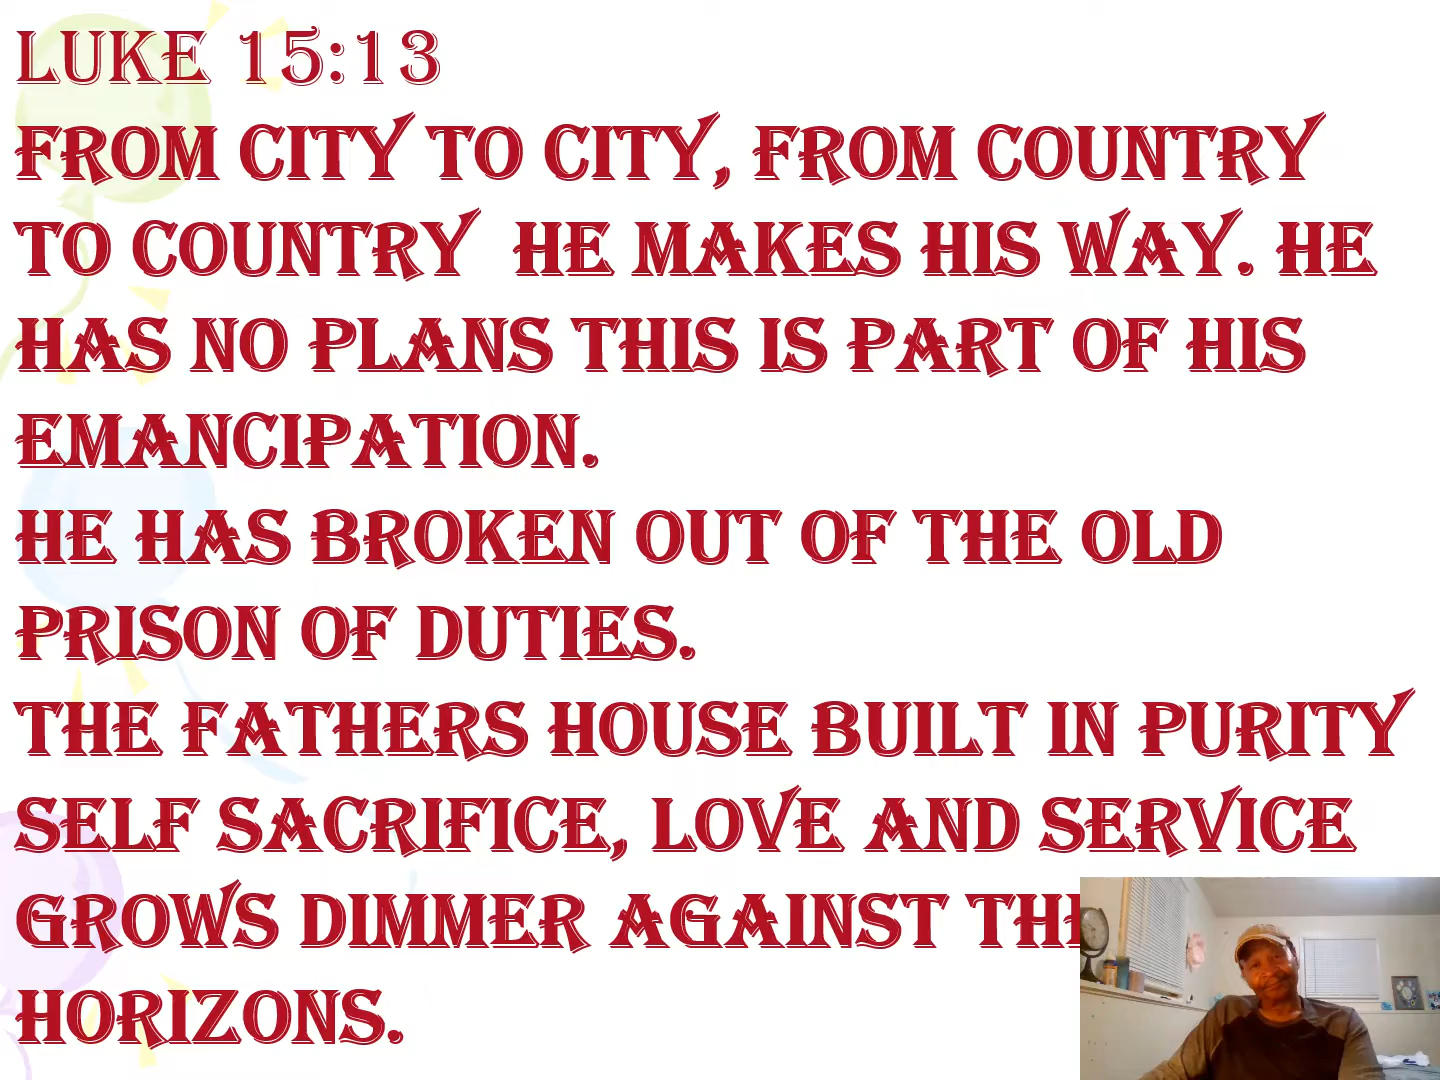 LUKE 15:13
FROM CITY TO CITY, FROM COUNTRY
TO COUNTRY HE MAKES HIS WAY. HE
HAS NO PLANS THIS IS PART OF HIS
EMANCIPATION.
HE HAS BROKEN OUT OF THE OLD
PRISON OF DUTIES.
THE FATHERS HOUSE BUILT IN PURITY
SELF SACRIFICE, LOVE AND SERVICE
GROWS DIMMER AGAINST
HORIZONS.